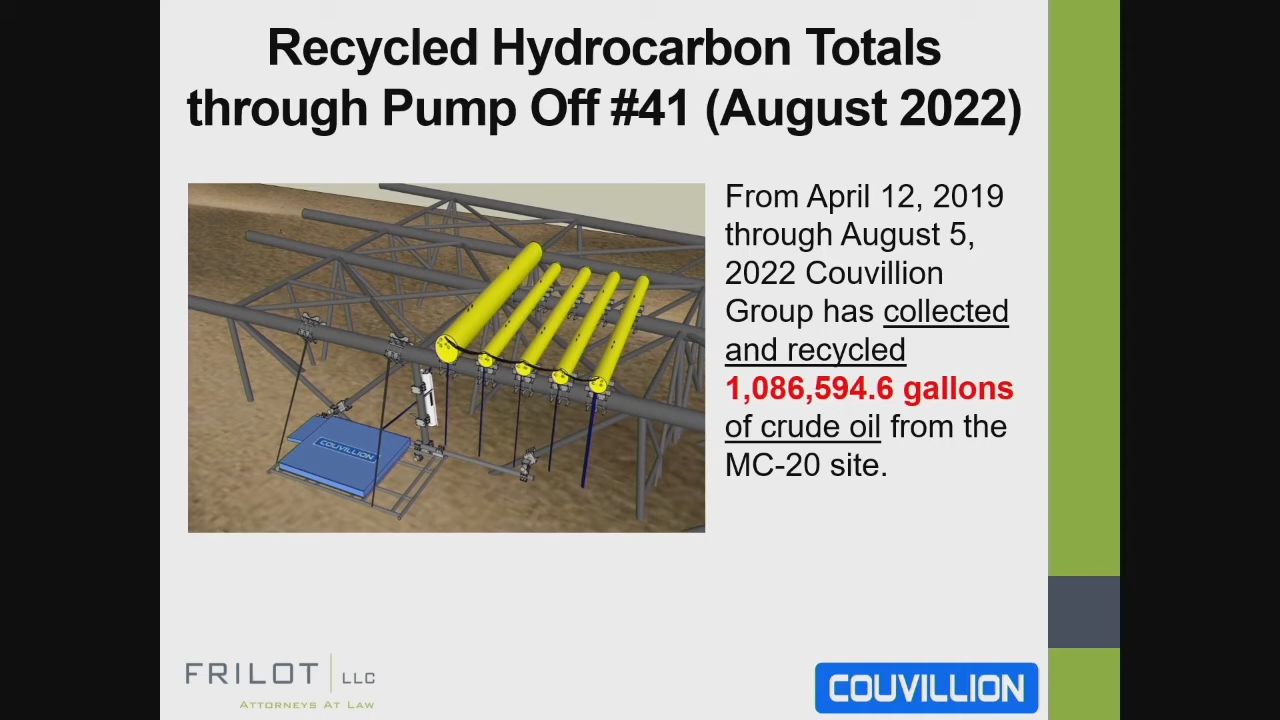 Recycled Hydrocarbon Totals
through Pump Off #41 (August 2022)
From April 12, 2019
through August 5,
2022 Couvillion
Group has collected
and recycled
1,086,594.6 gallons
of crude oil from the
MC-20 site.
COUVILLION
FRILOT LLC
ATTORNEYS AT LAW
COUVILLION